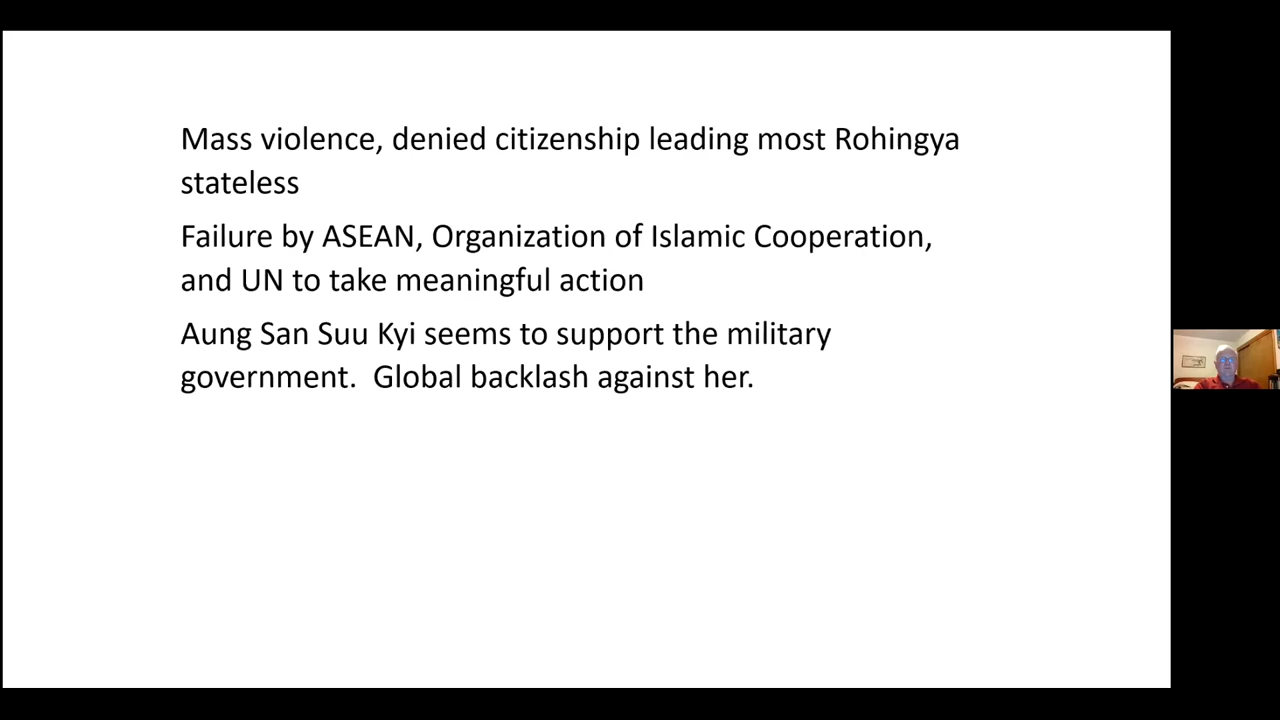 Mass violence, denied citizenship leading most Rohingya
stateless
Failure by ASEAN, Organization of Islamic Cooperation,
and UN to take meaningful action
Aung San Suu Kyi seems to support the military
government.  Global backlash against her.